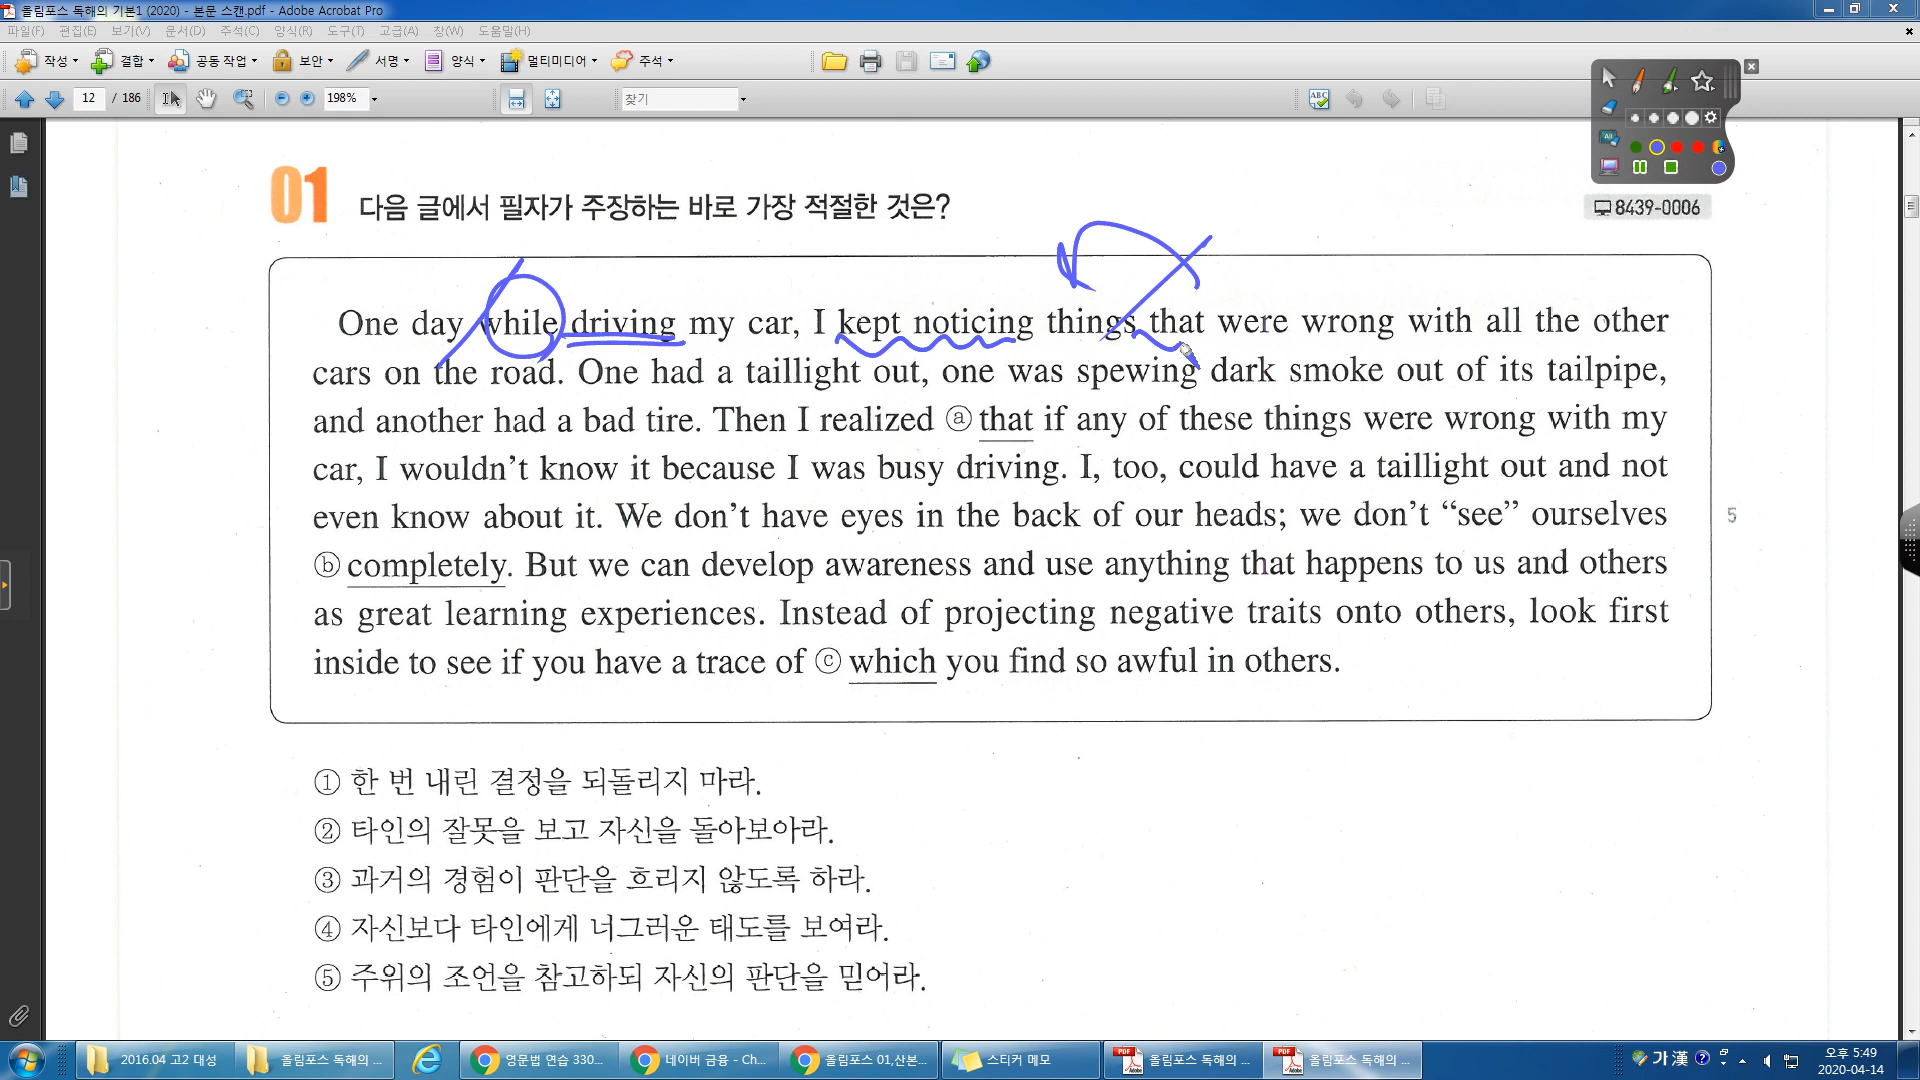 올림포스 독해의 기본1 (2020) - 본문 스캔.pdf - Adobe Acrobat Pro
파일(F) 편집(E) 보기(V) 문서(D) 주석(C) 양식(R) 도구(T) 고급(A) 창(W) 도움말(H)
작성 결합 공동 작업 보안 서명 양식 멀티미디어 주석
12 / 186 198% 찾기
01 다음 글에서 필자가 주장하는 바로 가장 적절한 것은?
8439-0006
One day while driving my car, I kept noticing things that were wrong with all the other
cars on the road. One had a taillight out, one was spewing dark smoke out of its tailpipe,
and another had a bad tire. Then I realized ⓐ that if any of these things were wrong with my
car, I wouldn't know it because I was busy driving. I, too, could have a taillight out and not
even know about it. We don't have eyes in the back of our heads; we don't “see” ourselves
5
ⓑ completely. But we can develop awareness and use anything that happens to us and others
as great learning experiences. Instead of projecting negative traits onto others, look first
inside to see if you have a trace of ⓒ which you find so awful in others.
① 한 번 내린 결정을 되돌리지 마라.
② 타인의 잘못을 보고 자신을 돌아보아라.
③ 과거의 경험이 판단을 흐리지 않도록 하라.
④ 자신보다 타인에게 너그러운 태도를 보여라.
⑤ 주위의 조언을 참고하되 자신의 판단을 믿어라.
2016.04 고2 대성 올림포스 독해의 ... 영문법 연습 330... 네이버 금융 - Ch... 올림포스 01,산본... 스티커 메모 올림포스 독해의 ... 올림포스 독해의 ... 가 漢 오후 5:49
2020-04-14